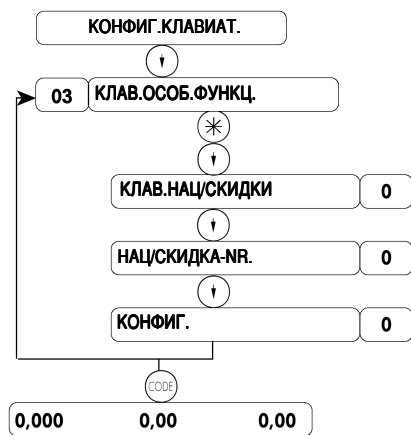 КОНФИГ.КЛАВИАТ.
03 КЛАВ.ОСОБ.ФУНКЦ.
КЛАВ.НАЦ/СКИДКИ 0
НАЦ/СКИДКА-NR. 0
КОНФИГ. 0
CODE
0,000 0,00 0,00